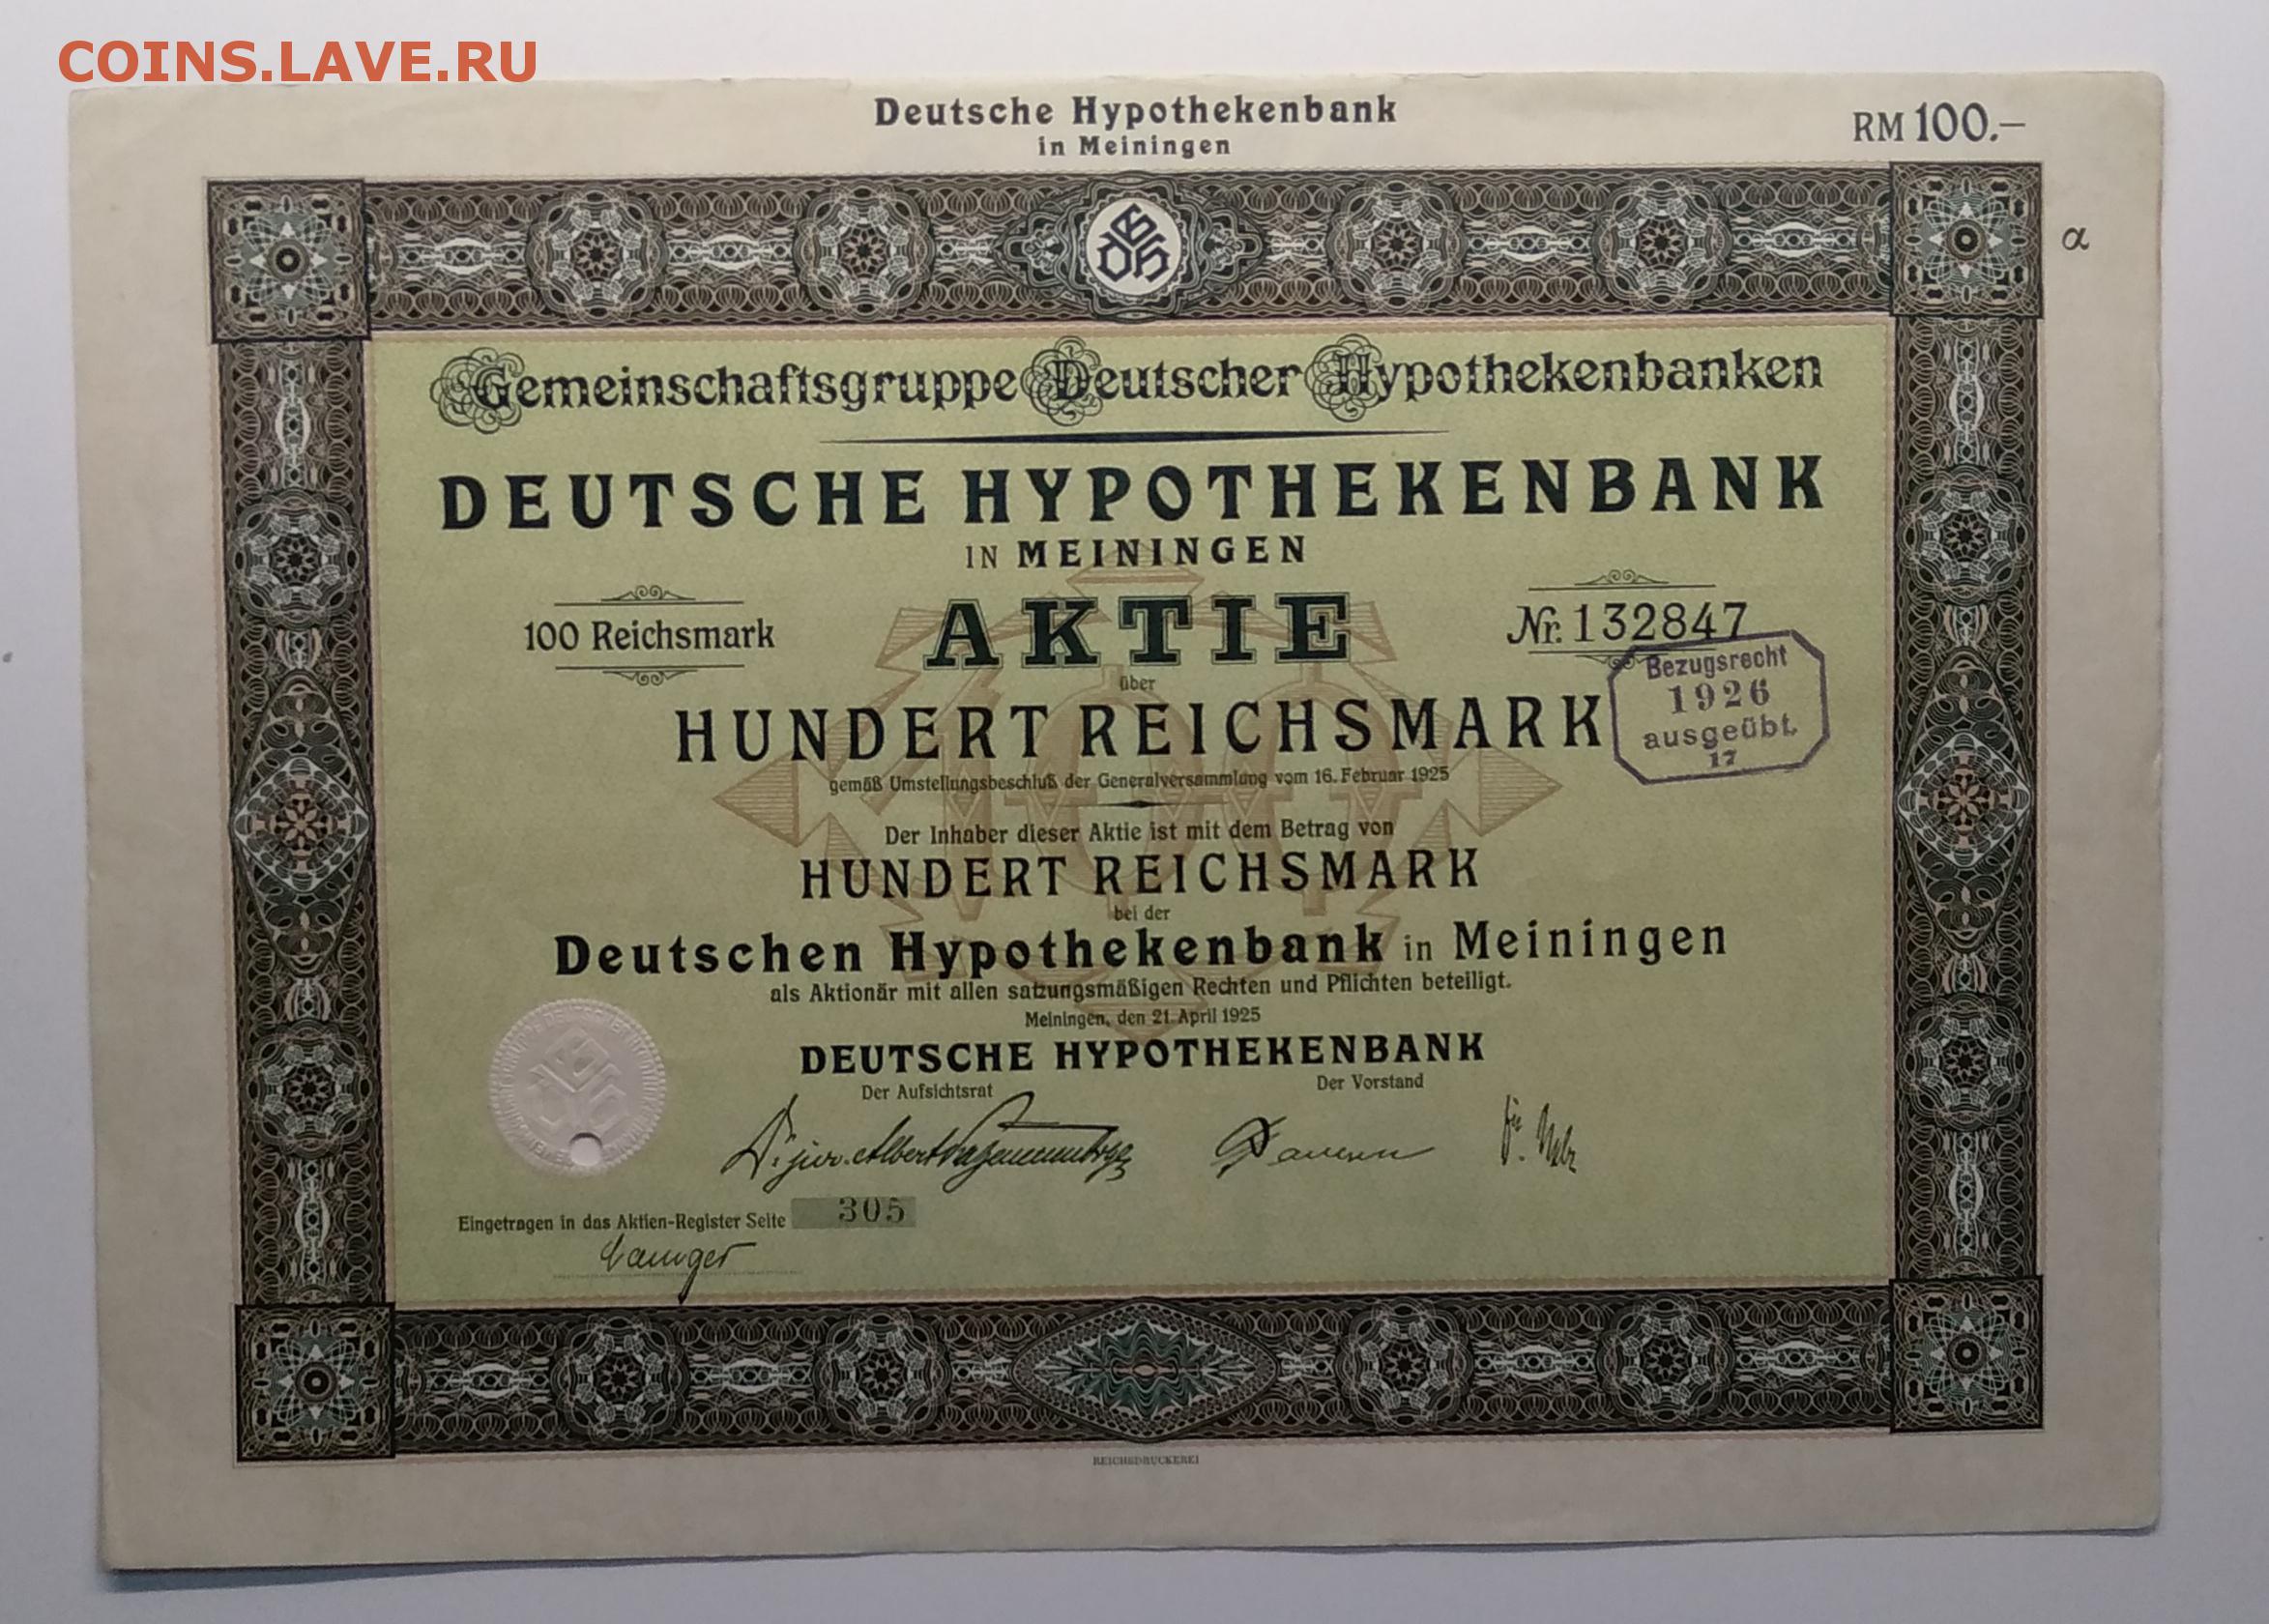 COINS.LAVE.RU
Deutsche Hypothekenbank
in Meiningen
RM 100.–
α
Gemeinschaftsgruppe Deutscher Hypothekenbanken
DEUTSCHE HYPOTHEKENBANK
IN MEININGEN
100 Reichsmark
AKTIE
Nr. 132847
über
HUNDERT REICHSMARK
Bezugsrecht
1926
ausgeübt.
17
gemäß Umstellungsbeschluß der Generalversammlung vom 16. Februar 1925
Der Inhaber dieser Aktie ist mit dem Betrag von
HUNDERT REICHSMARK
bei der
Deutschen Hypothekenbank in Meiningen
als Aktionär mit allen satzungsmäßigen Rechten und Pflichten beteiligt.
Meiningen, den 21. April 1925
DEUTSCHE HYPOTHEKENBANK
Der Aufsichtsrat
Der Vorstand
Eingetragen in das Aktien-Register Seite 305
REICHSDRUCKEREI